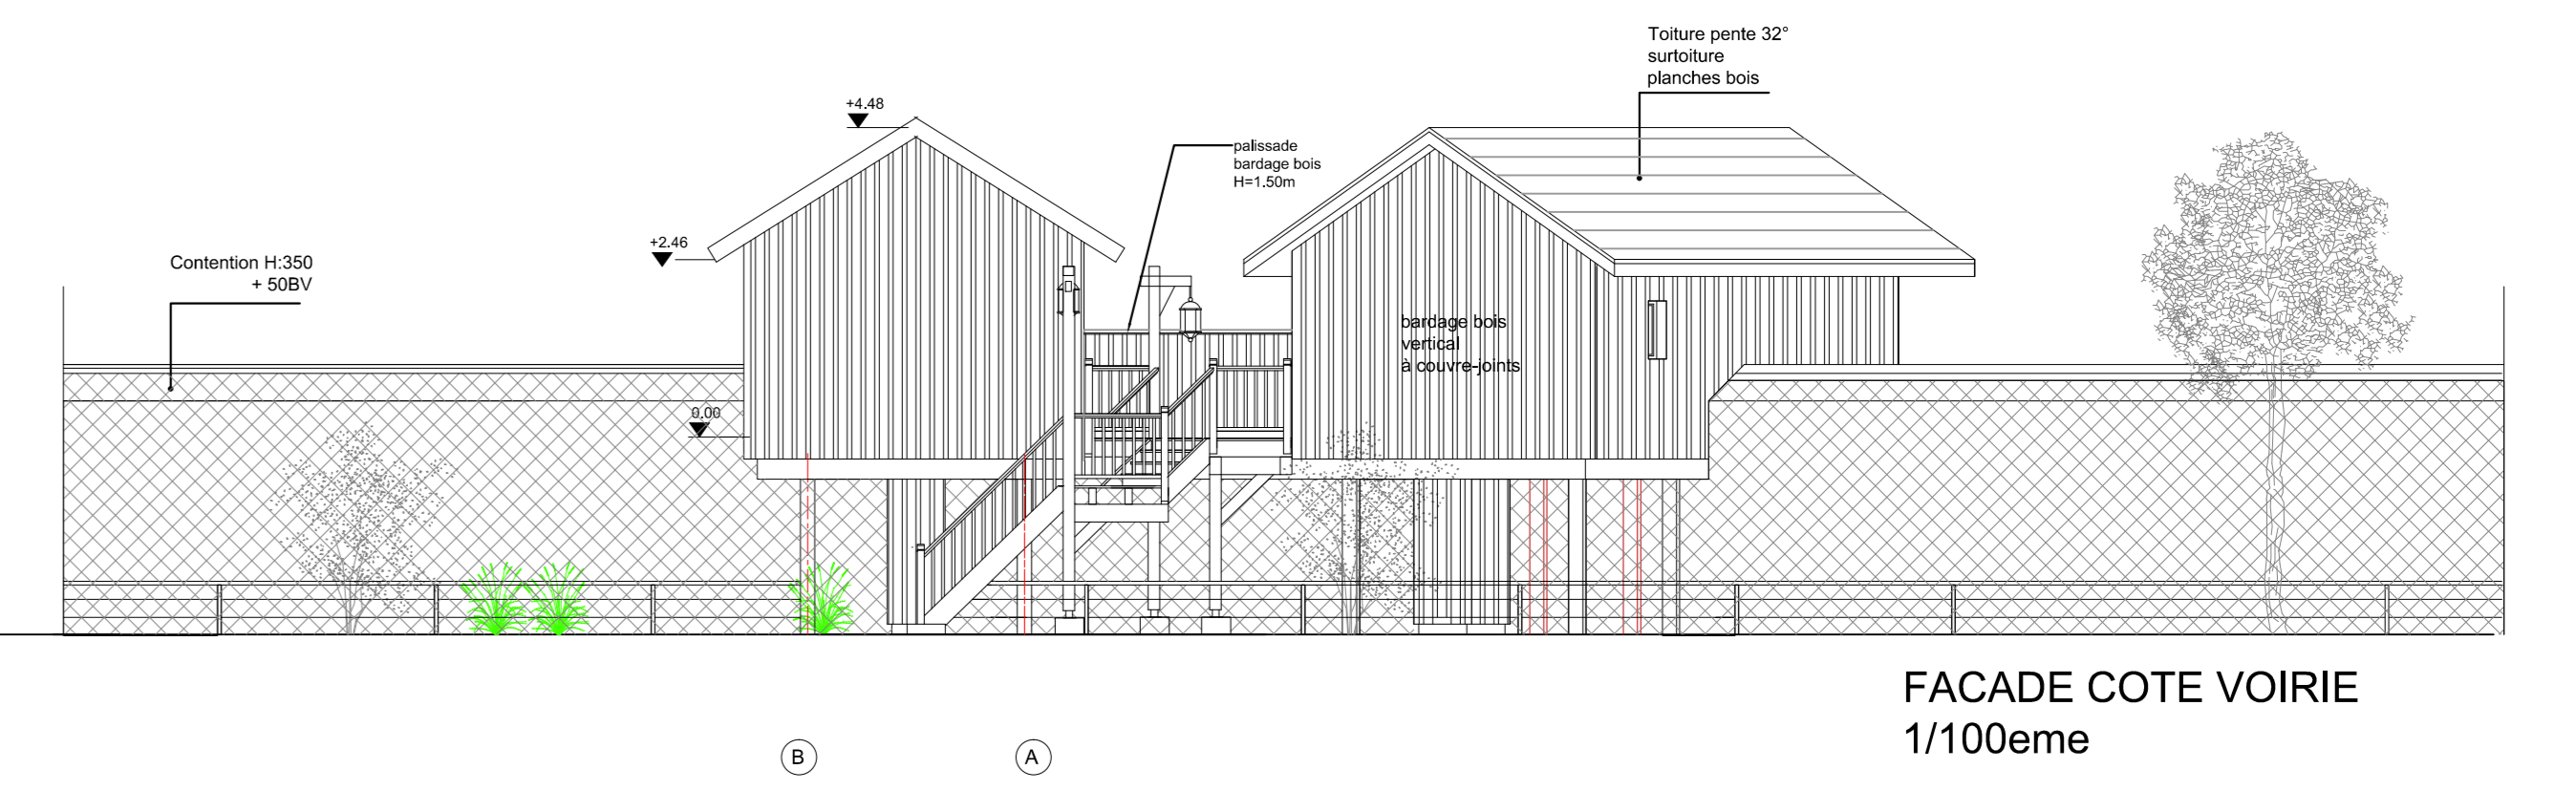 Toiture pente 32°
surtoiture
planches bois
+4.48
palissade
bardage bois
H=1.50m
+2.46
Contention H:350
+ 50BV
bardage bois
vertical
à couvre-joints
0.00
FACADE COTE VOIRIE
1/100eme
B
A